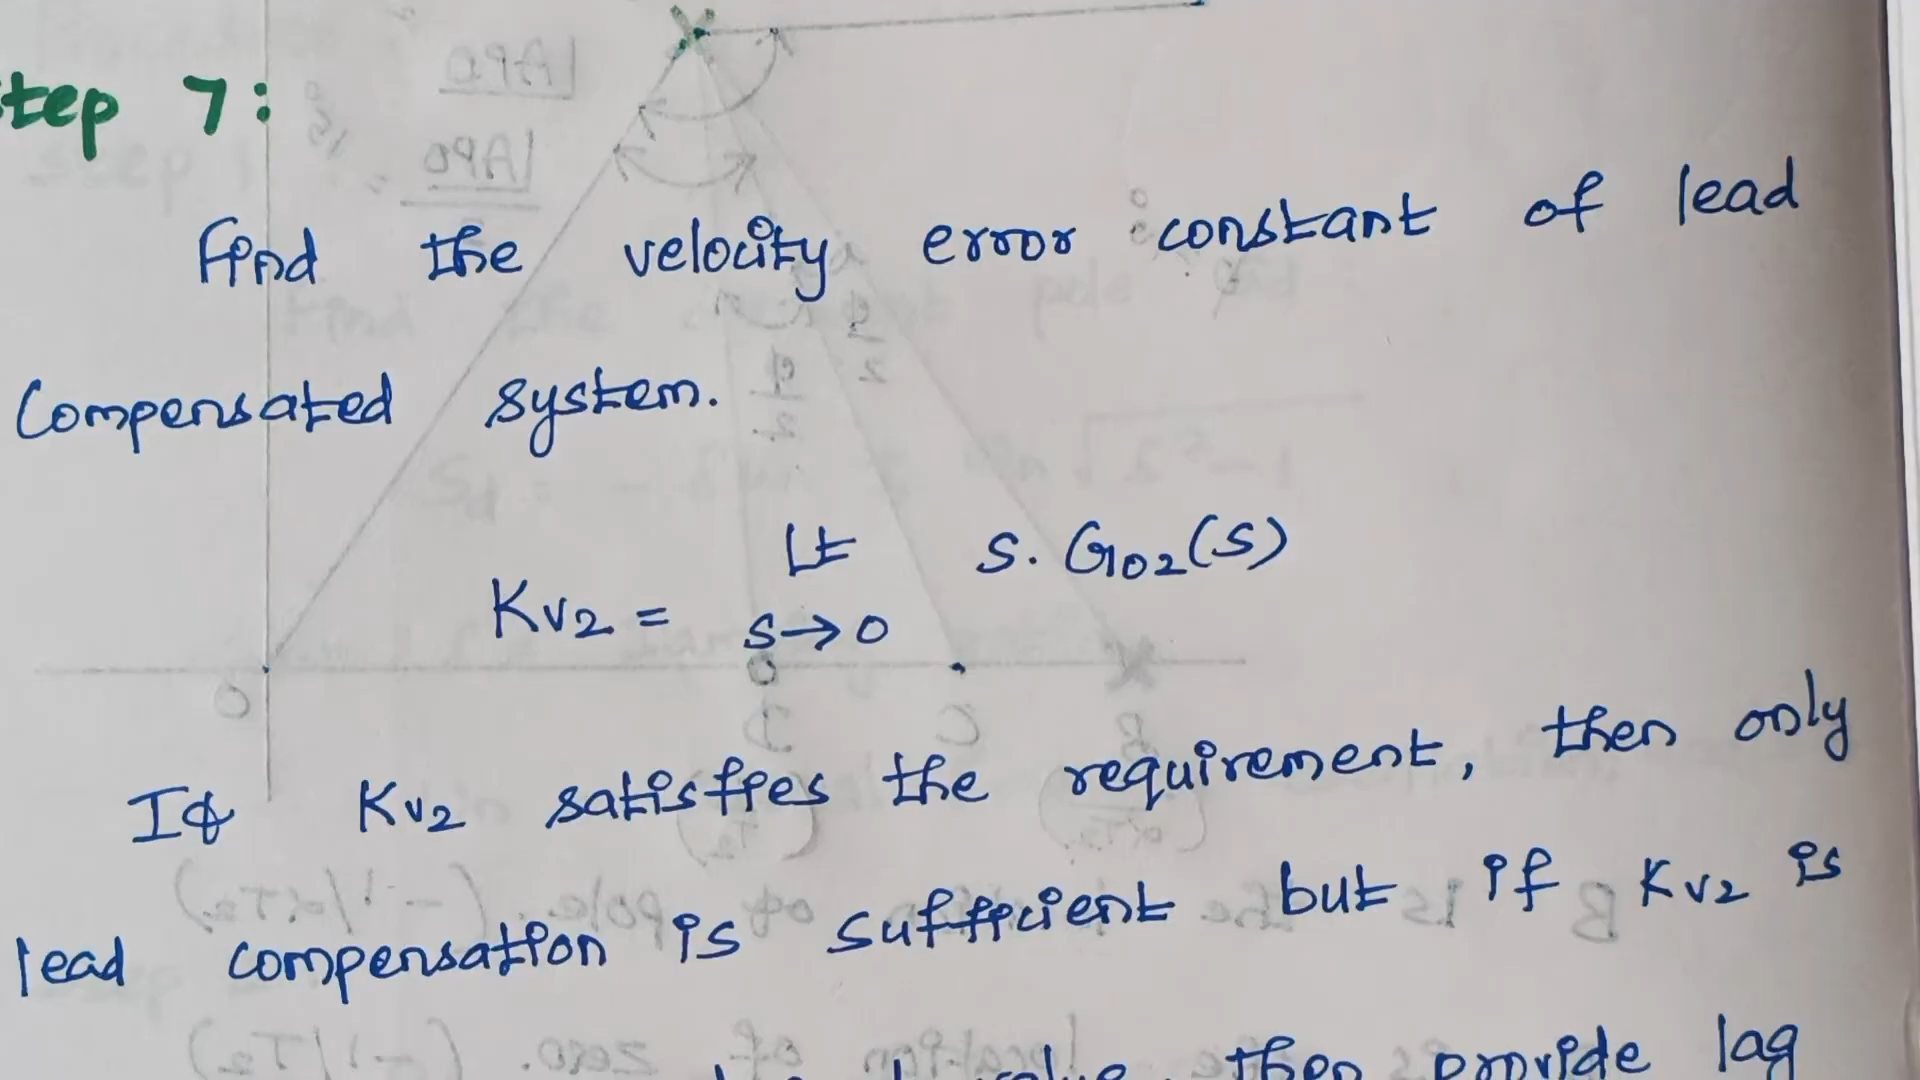 step 7:
Find the velocity error constant of lead
Compensated system.
Kv2 = Lt s→0 s. G02(s)
If Kv2 satisfies the requirement, then only
lead compensation is sufficient but if Kv2 is
then provide lag